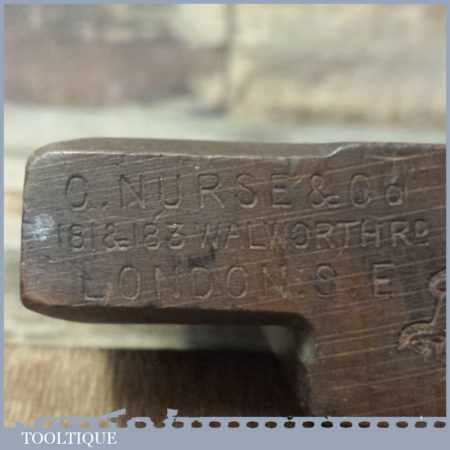 C. NURSE & Co
181 & 183 WALWORTH RD
LONDON. S. E
TOOLTIQUE